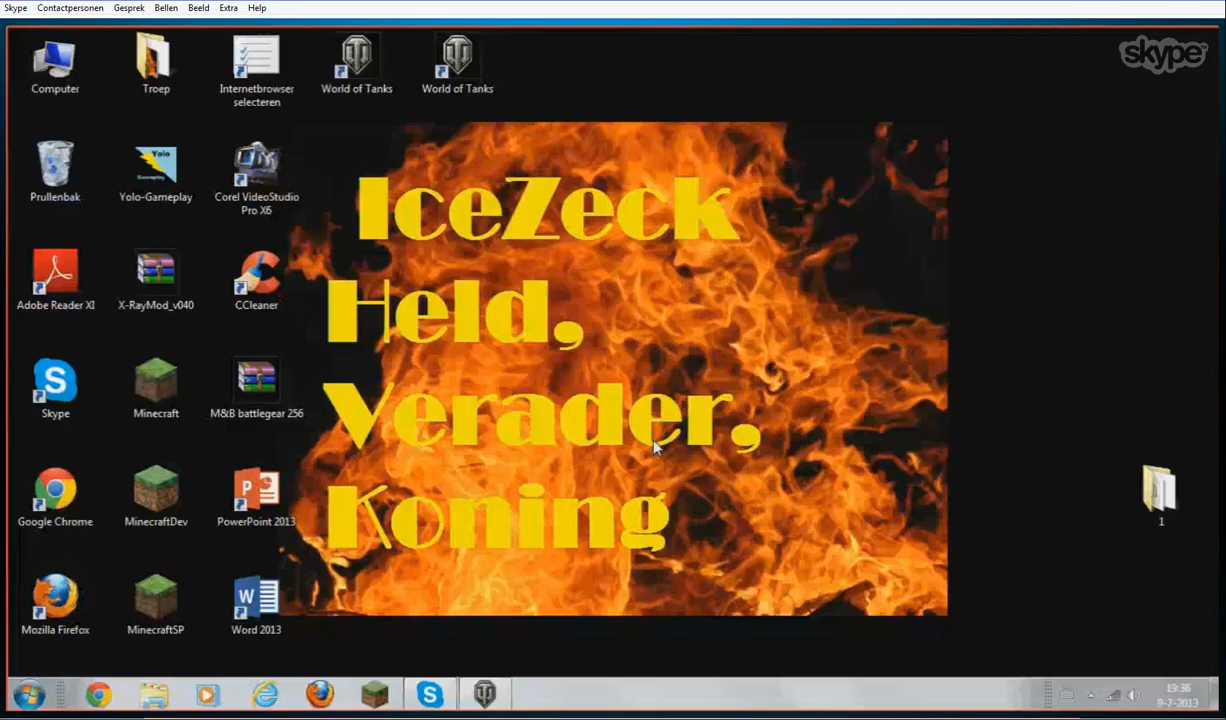 Skype Contactpersonen Gesprek Bellen Beeld Extra Help
skype
Computer Troep Internetbrowser selecteren World of Tanks World of Tanks
Prullenbak Yolo-Gameplay Corel VideoStudio Pro X6
Yolo
Gameplay
Adobe Reader XI X-RayMod_v040 CCleaner
Skype Minecraft M&B battlegear 256
Google Chrome MinecraftDev PowerPoint 2013
Mozilla Firefox MinecraftSP Word 2013
IceZeck
Held,
Verader,
Koning
1
19:36
9-7-2013